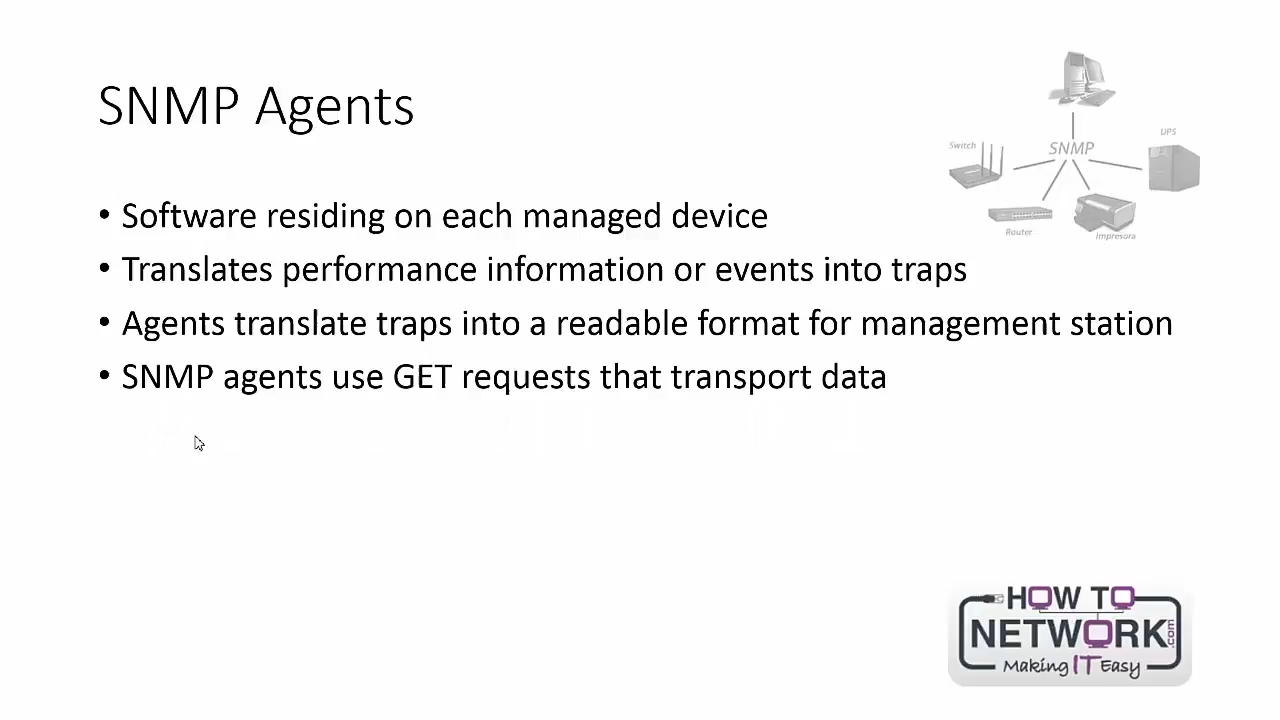 SNMP Agents
Switch
SNMP
UPS
Router
Impresora
• Software residing on each managed device
• Translates performance information or events into traps
• Agents translate traps into a readable format for management station
• SNMP agents use GET requests that transport data
HOW TO
NETWORK.com
Making IT Easy